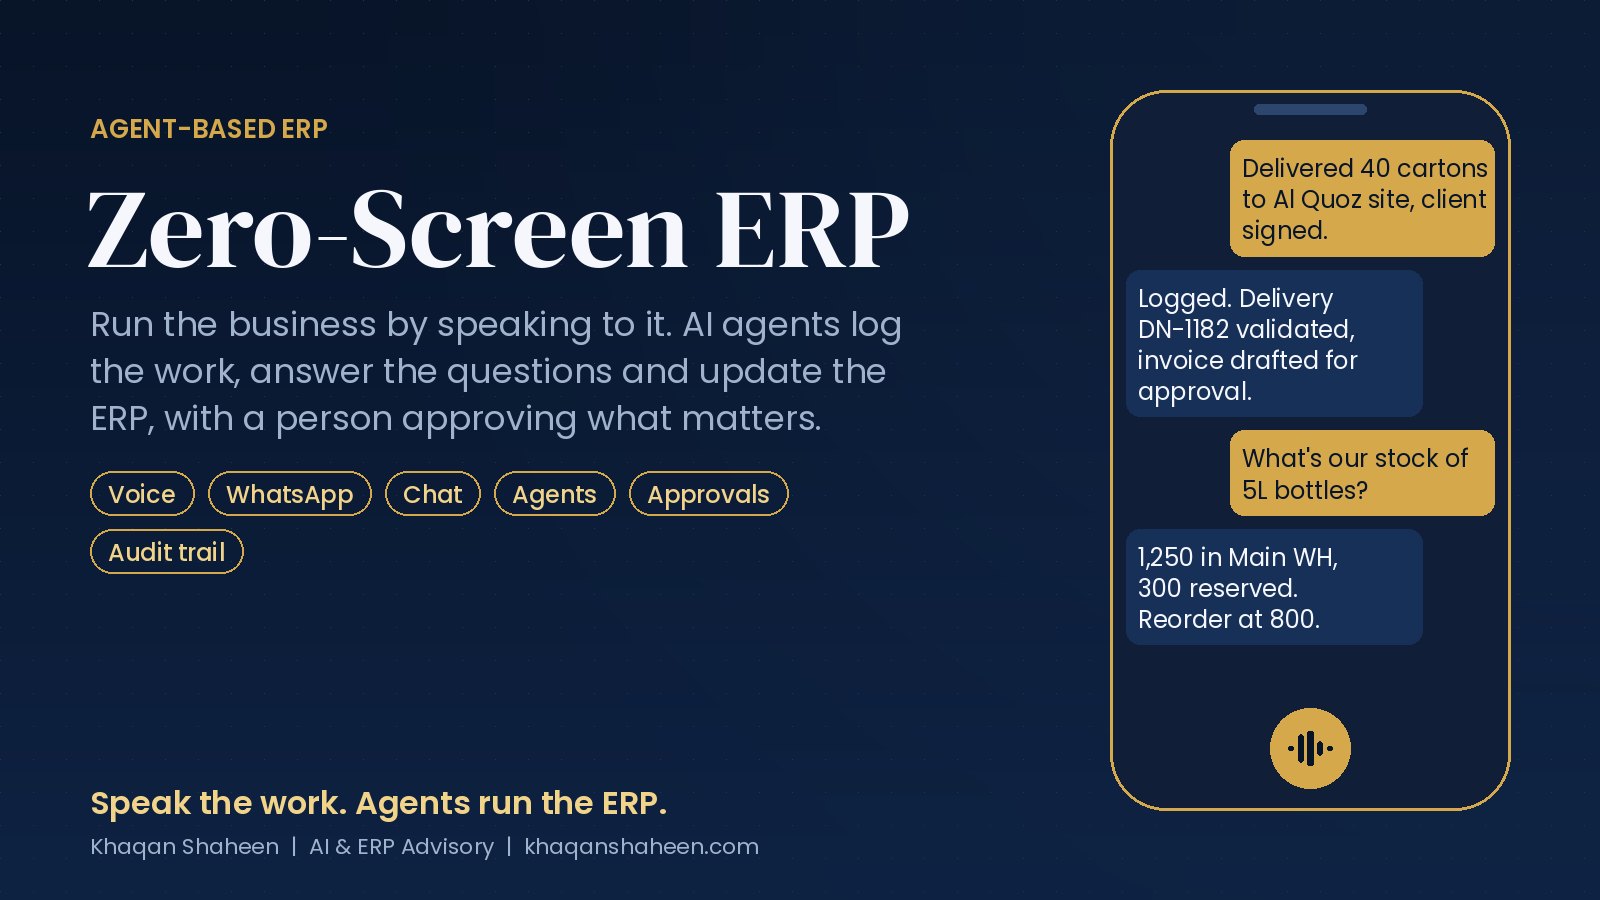 AGENT-BASED ERP
Zero-Screen ERP
Run the business by speaking to it. AI agents log
the work, answer the questions and update the
ERP, with a person approving what matters.
Voice
WhatsApp
Chat
Agents
Approvals
Audit trail
Speak the work. Agents run the ERP.
Khaqan Shaheen | AI & ERP Advisory | khaqanshaheen.com
Delivered 40 cartons
to Al Quoz site, client
signed.
Logged. Delivery
DN-1182 validated,
invoice drafted for
approval.
What's our stock of
5L bottles?
1,250 in Main WH,
300 reserved.
Reorder at 800.